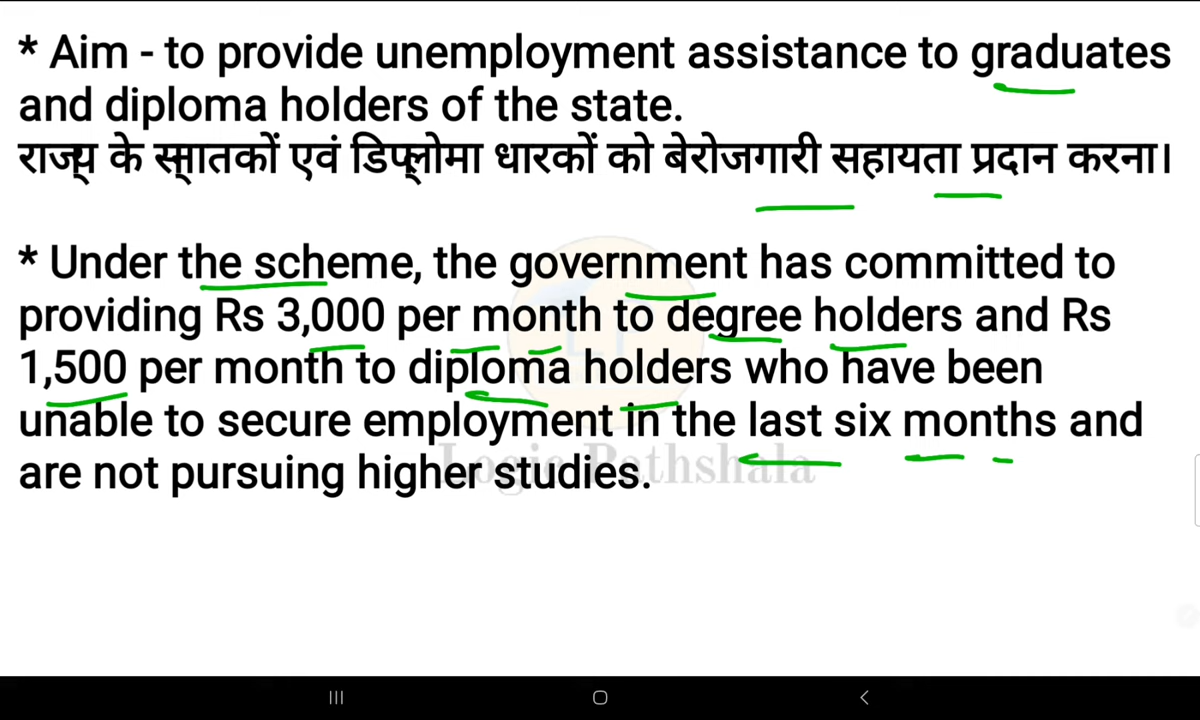 * Aim - to provide unemployment assistance to graduates
and diploma holders of the state.
राज्य के स्नातकों एवं डिप्लोमा धारकों को बेरोजगारी सहायता प्रदान करना।
* Under the scheme, the government has committed to
providing Rs 3,000 per month to degree holders and Rs
1,500 per month to diploma holders who have been
unable to secure employment in the last six months and
are not pursuing higher studies.
Logic Pathshala